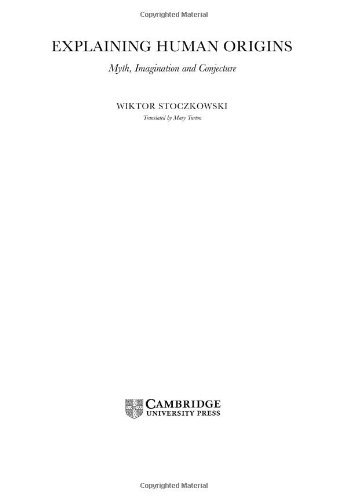 Copyrighted Material
EXPLAINING HUMAN ORIGINS
Myth, Imagination and Conjecture
WIKTOR STOCZKOWSKI
Translated by Mary Turton
CAMBRIDGE
UNIVERSITY PRESS
Copyrighted Material